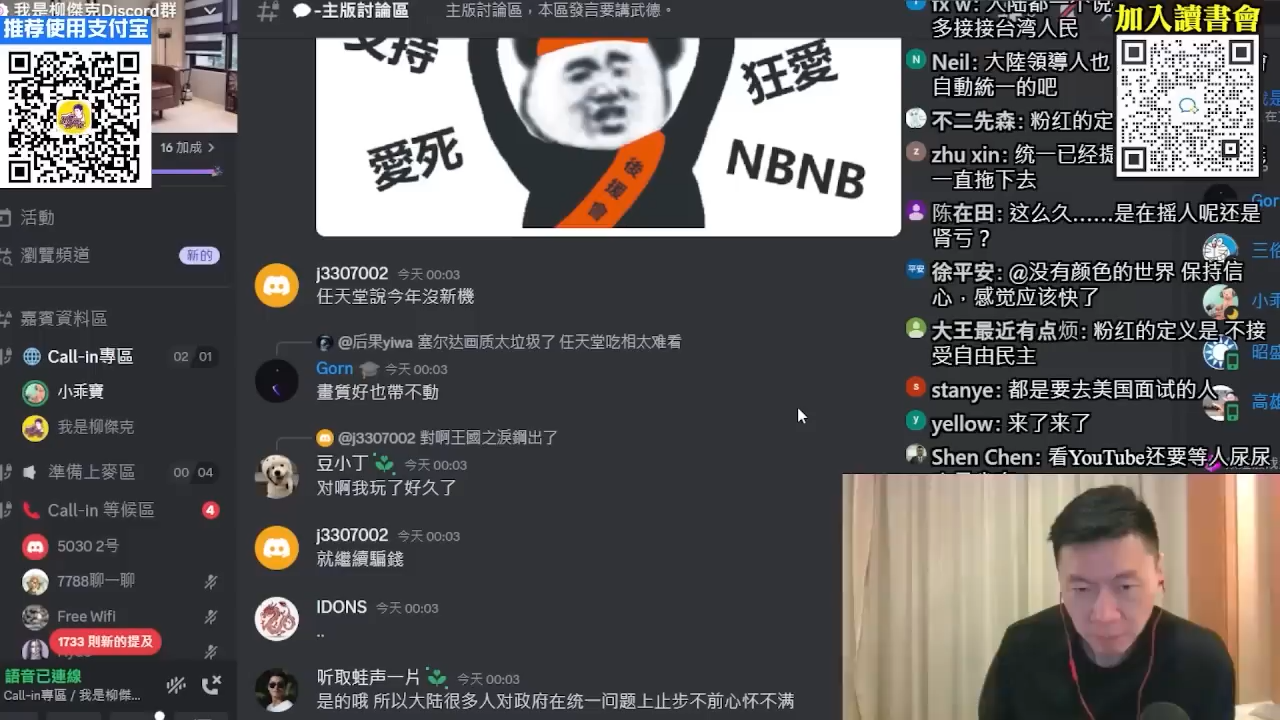 我是柳傑克Discord群
推荐使用支付宝
16 加成
活動
瀏覽頻道
新的
嘉賓資料區
Call-in專區
02 01
小乖寶
我是柳傑克
準備上麥區
00 04
Call-in 等候區
4
5030 2号
7788聊一聊
Free Wifi
1733 則新的提及
語音已連線
Call-in專區 / 我是柳傑...
-主版討論區
主版討論區，本區發言要講武德。
支持
狂愛
愛死
NBNB
後援會
j3307002 今天 00:03
任天堂說今年沒新機
@后果yiwa 塞尔达画质太垃圾了 任天堂吃相太难看
Gorn 今天 00:03
畫質好也帶不動
@j3307002 對啊王國之淚鋼出了
豆小丁 今天 00:03
对啊我玩了好久了
j3307002 今天 00:03
就繼續騙錢
IDONS 今天 00:03
..
听取蛙声一片 今天 00:03
是的哦 所以大陆很多人对政府在统一问题上止步不前心怀不满
多接接台湾人民
Neil: 大陸領導人也
自動統一的吧
不二先森: 粉红的定
zhu xin: 统一已经
一直拖下去
陈在田: 这么久……是在摇人呢还是
肾亏？
平安
徐平安: @没有颜色的世界 保持信
心，感觉应该快了
大王最近有点烦: 粉红的定义是,不接
受自由民主
stanye: 都是要去美国面试的人
yellow: 来了来了
Shen Chen: 看YouTube还要等人尿尿,
加入讀書會
Gor
三俗
小乖
昭盛
高雄